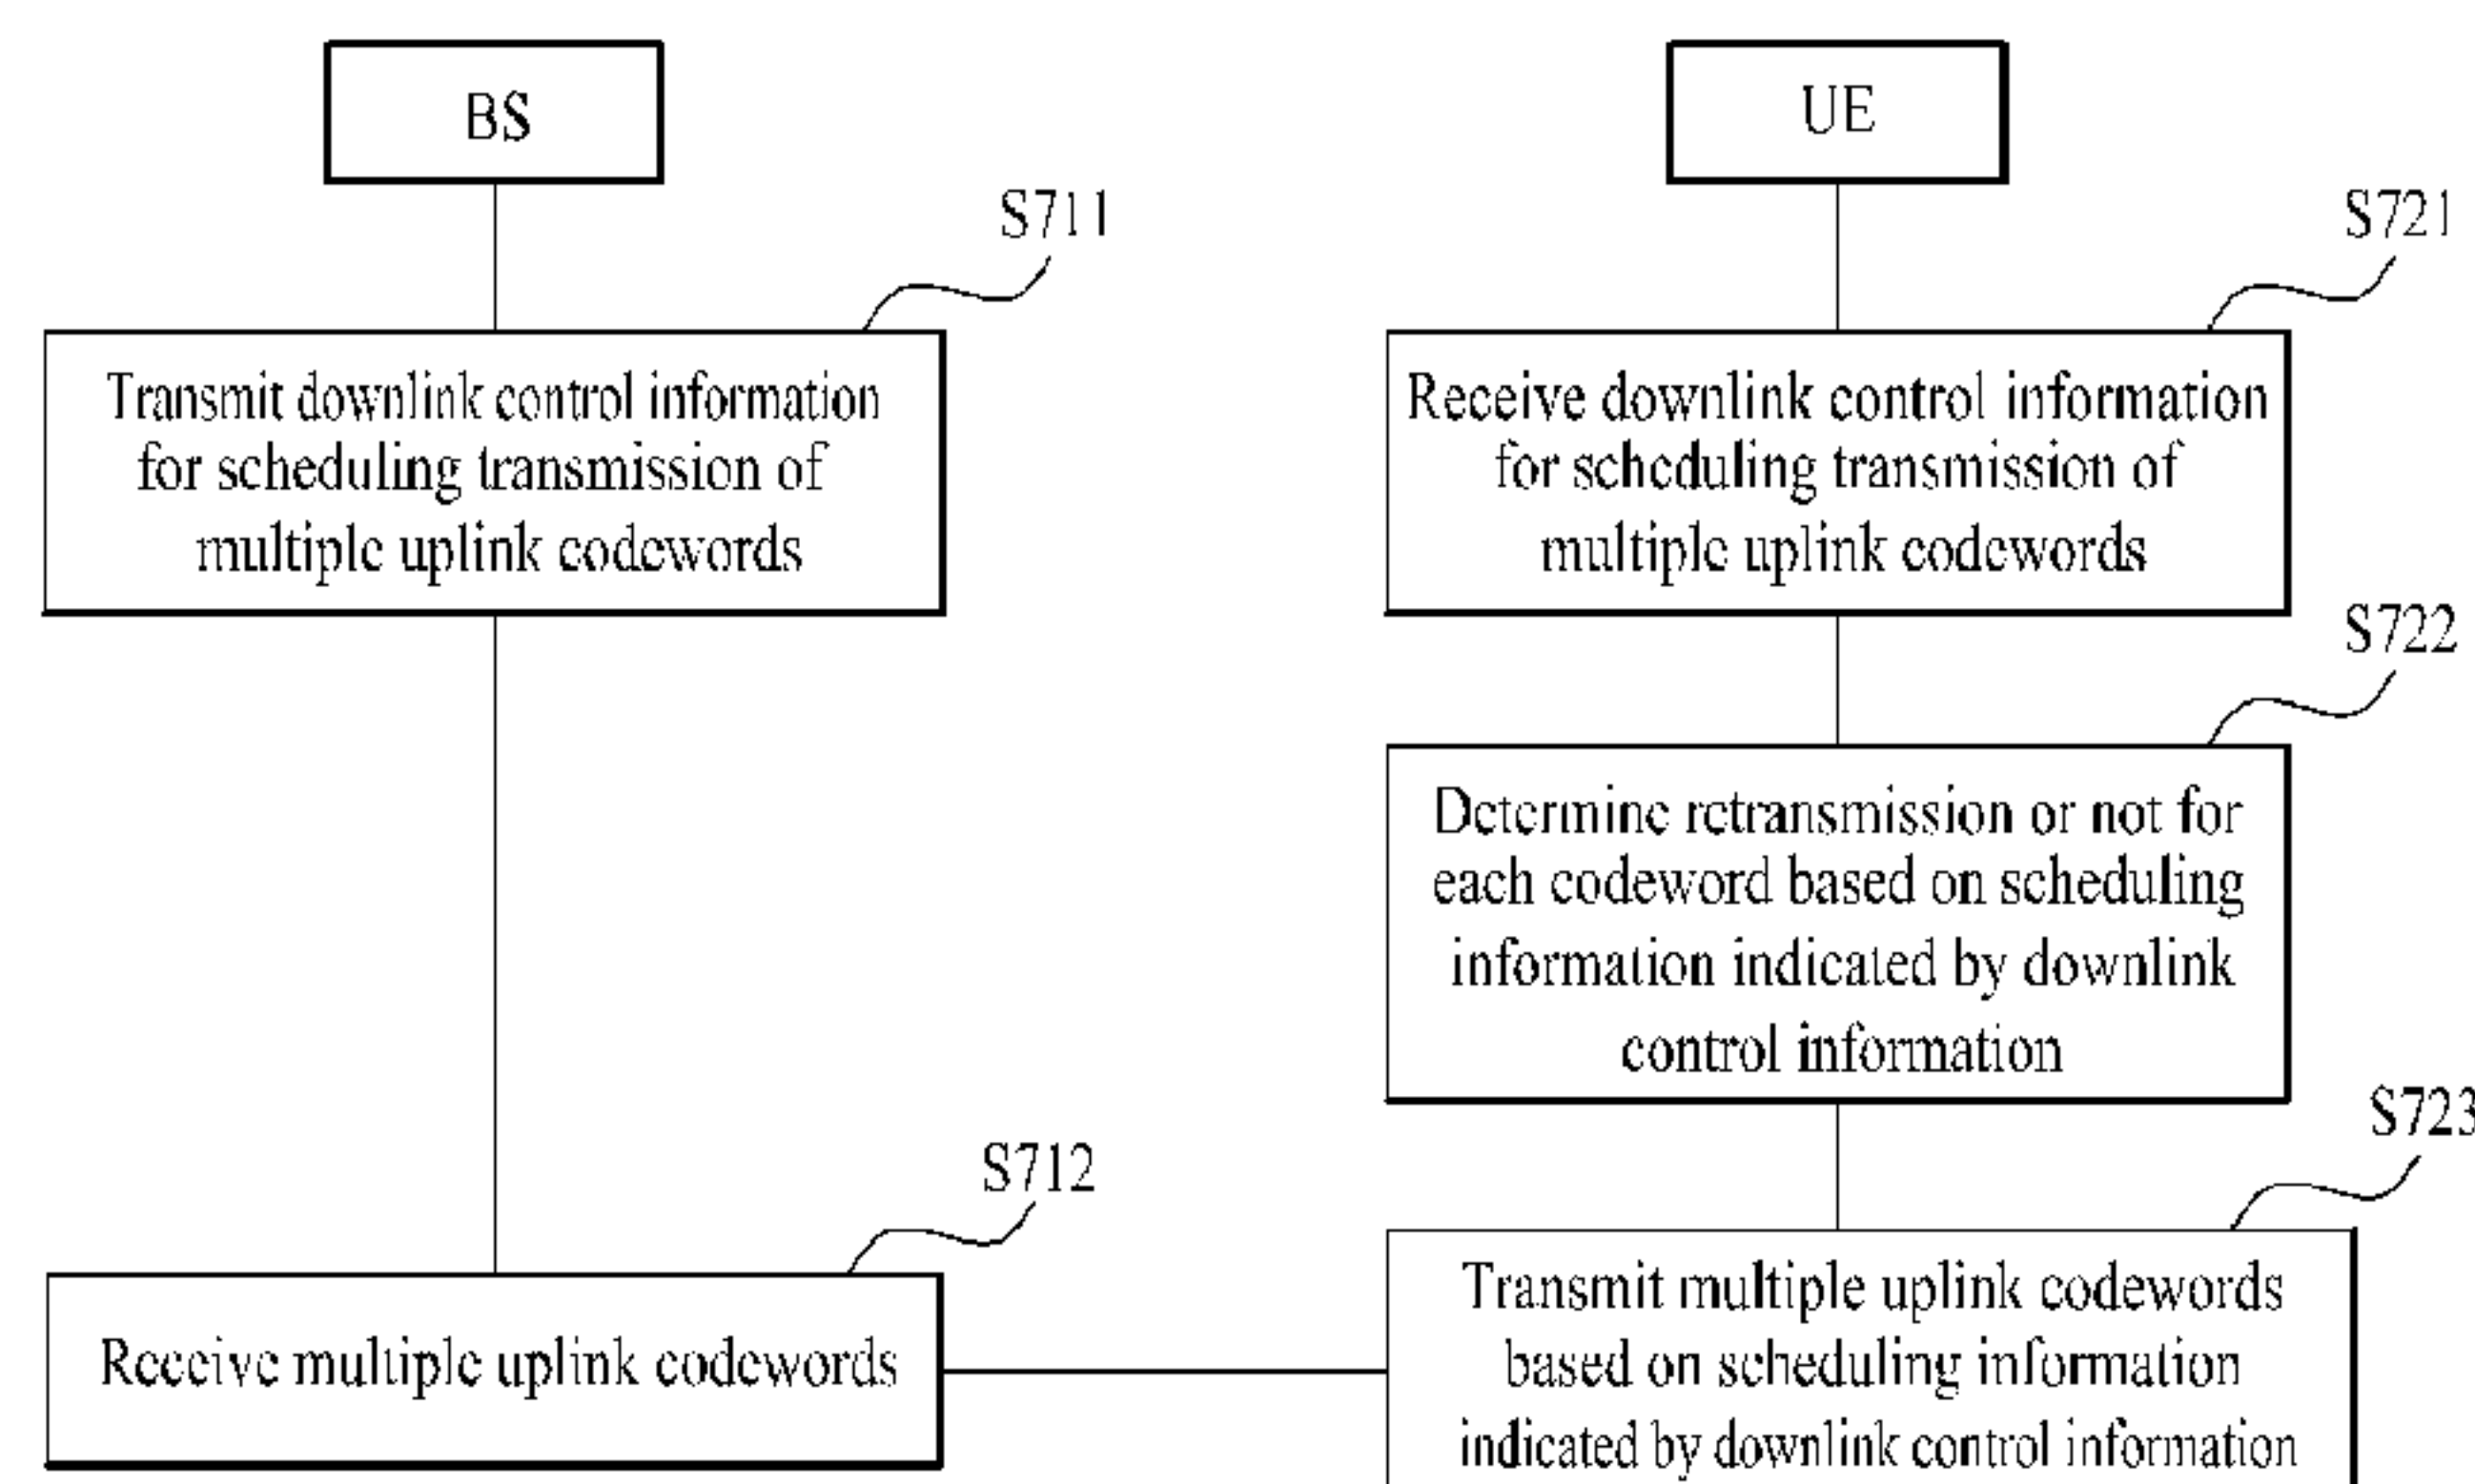 BS
UE
S711
S721
Transmit downlink control information
for scheduling transmission of
multiple uplink codewords
Receive downlink control information
for scheduling transmission of
multiple uplink codewords
S722
Determine retransmission or not for
each codeword based on scheduling
information indicated by downlink
control information
S712
S723
Receive multiple uplink codewords
Transmit multiple uplink codewords
based on scheduling information
indicated by downlink control information